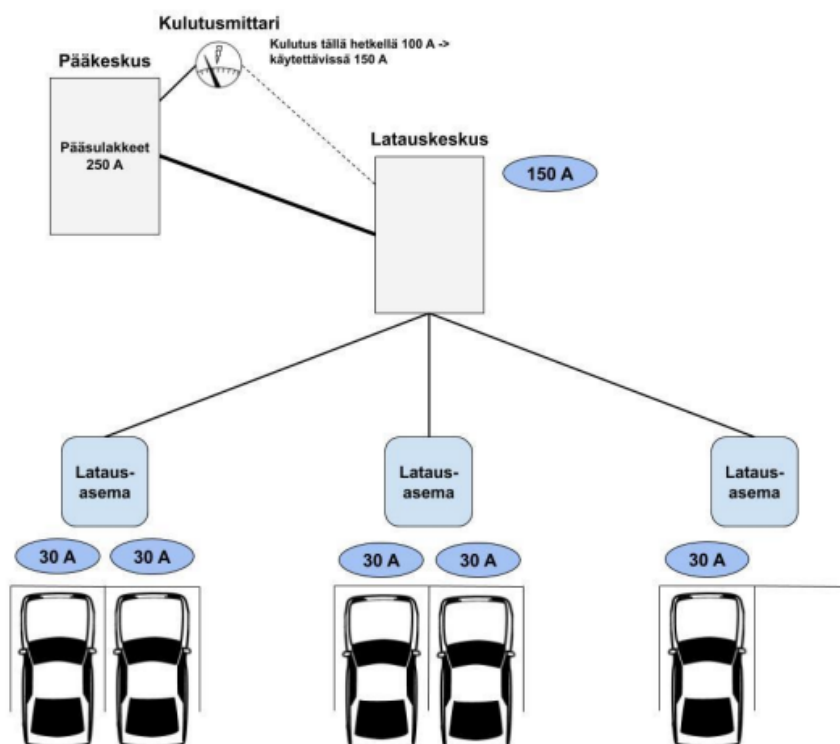 Kulutusmittari
Kulutus tällä hetkellä 100 A ->
käytettävissä 150 A
Pääkeskus
Pääsulakkeet
250 A
Latauskeskus
150 A
Lataus-
asema
Lataus-
asema
Lataus-
asema
30 A
30 A
30 A
30 A
30 A